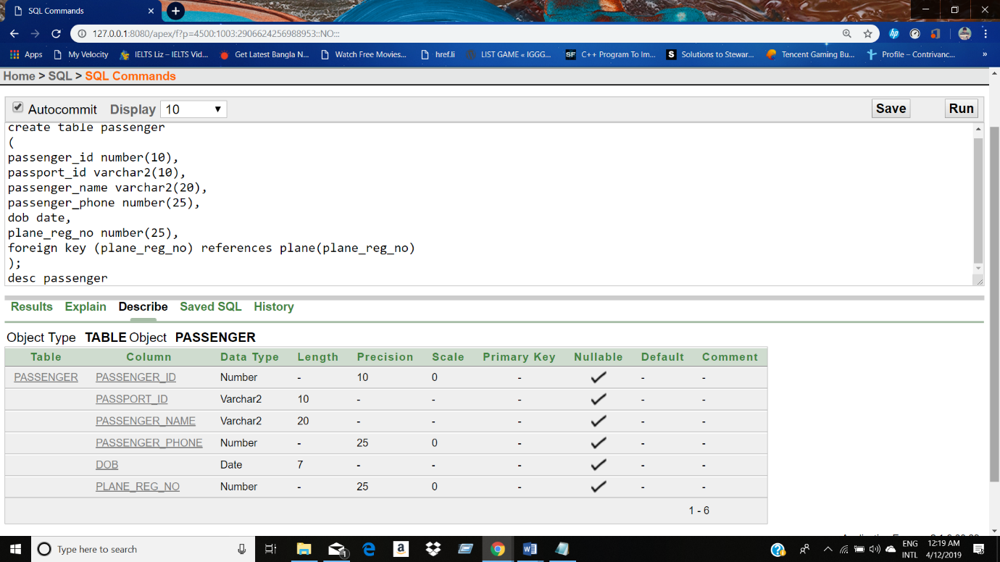 SQL Commands
127.0.0.1:8080/apex/f?p=4500:1003:2906624256988953::NO:::
Apps My Velocity IELTS Liz – IELTS Vid... Get Latest Bangla N... Watch Free Movies... href.li LIST GAME « IGGG... SF C++ Program To Im... S Solutions to Stewar... Tencent Gaming Bu... Profile – Contrivanc... »
Home > SQL > SQL Commands
Autocommit Display 10 Save Run
create table passenger
(
passenger_id number(10),
passport_id varchar2(10),
passenger_name varchar2(20),
passenger_phone number(25),
dob date,
plane_reg_no number(25),
foreign key (plane_reg_no) references plane(plane_reg_no)
);
desc passenger
Results Explain Describe Saved SQL History
Object Type TABLE Object PASSENGER
Table Column Data Type Length Precision Scale Primary Key Nullable Default Comment
PASSENGER PASSENGER_ID Number - 10 0 - - -
PASSPORT_ID Varchar2 10 - - - - -
PASSENGER_NAME Varchar2 20 - - - - -
PASSENGER_PHONE Number - 25 0 - - -
DOB Date 7 - - - - -
PLANE_REG_NO Number - 25 0 - - -
1 - 6
Type here to search
ENG 12:19 AM
INTL 4/12/2019